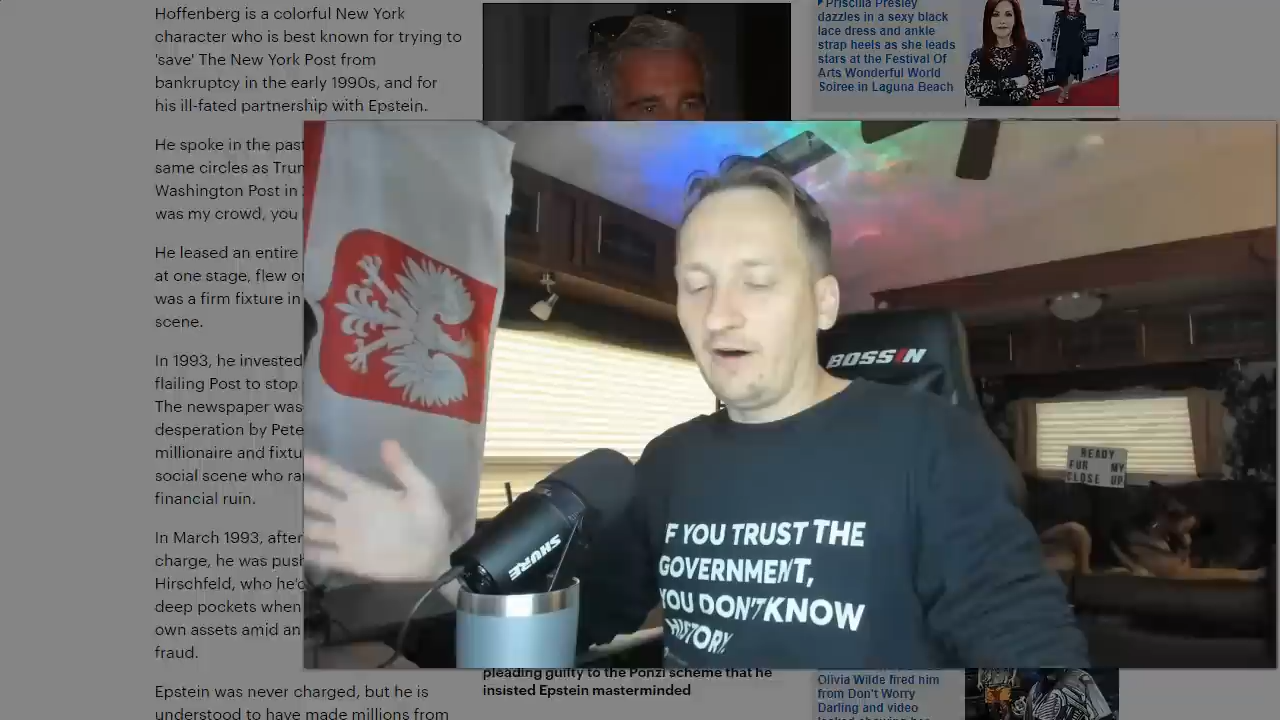 Hoffenberg is a colorful New York
character who is best known for trying to
'save' The New York Post from
bankruptcy in the early 1990s, and for
his ill-fated partnership with Epstein.
He spoke in the past
same circles as Trun
Washington Post in
was my crowd, you
He leased an entire
at one stage, flew o
was a firm fixture in
scene.
In 1993, he invested
flailing Post to stop
The newspaper was
desperation by Pete
millionaire and fixtu
social scene who ra
financial ruin.
In March 1993, after
charge, he was push
Hirschfeld, who he'd
deep pockets when
own assets amid an
fraud.
Epstein was never charged, but he is
understood to have made millions from
pleading guilty to the Ponzi scheme that he
insisted Epstein masterminded
Priscilla Presley
dazzles in a sexy black
lace dress and ankle
strap heels as she leads
stars at the Festival Of
Arts Wonderful World
Soiree in Laguna Beach
BOSSIN
READY
FUR MY
CLOSE UP
SHURE
IF YOU TRUST THE
GOVERNMENT,
YOU DON'T KNOW
HISTORY.
Olivia Wilde fired him
from Don't Worry
Darling and video